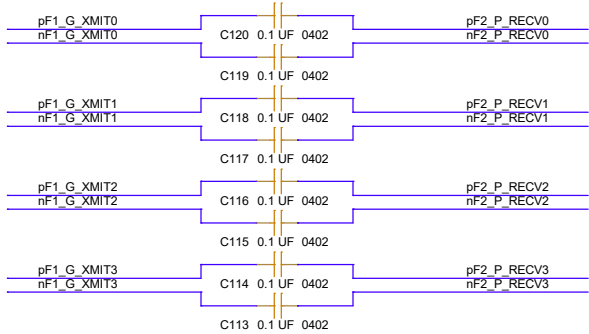 pF1_G_XMIT0 pF2_P_RECV0
nF1_G_XMIT0 C120 0.1 UF 0402 nF2_P_RECV0
C119 0.1 UF 0402
pF1_G_XMIT1 pF2_P_RECV1
nF1_G_XMIT1 C118 0.1 UF 0402 nF2_P_RECV1
C117 0.1 UF 0402
pF1_G_XMIT2 pF2_P_RECV2
nF1_G_XMIT2 C116 0.1 UF 0402 nF2_P_RECV2
C115 0.1 UF 0402
pF1_G_XMIT3 pF2_P_RECV3
nF1_G_XMIT3 C114 0.1 UF 0402 nF2_P_RECV3
C113 0.1 UF 0402